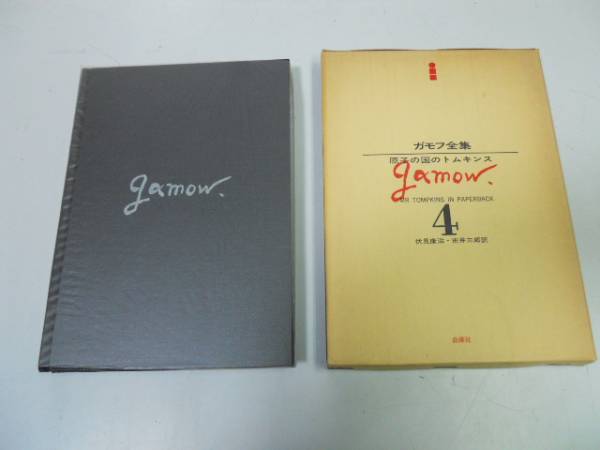 gamow.
ガモフ全集
原子の国のトムキンス
gamow.
MR TOMPKINS IN PAPERBACK
4
伏見康治・市井三郎訳
白揚社